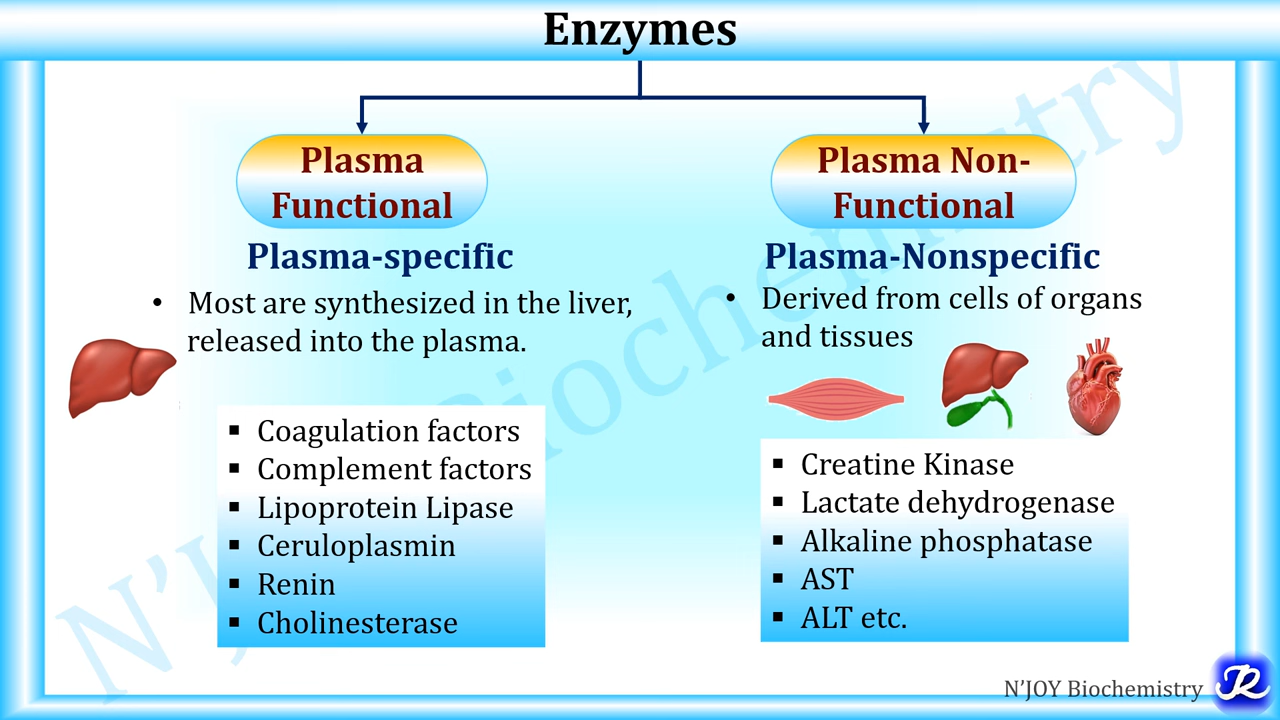 Enzymes
Plasma
Functional
Plasma-specific
• Most are synthesized in the liver,
released into the plasma.
▪ Coagulation factors
▪ Complement factors
▪ Lipoprotein Lipase
▪ Ceruloplasmin
▪ Renin
▪ Cholinesterase
Plasma Non-
Functional
Plasma-Nonspecific
• Derived from cells of organs
and tissues
▪ Creatine Kinase
▪ Lactate dehydrogenase
▪ Alkaline phosphatase
▪ AST
▪ ALT etc.
N'JOY Biochemistry
N'JOY Biochemistry